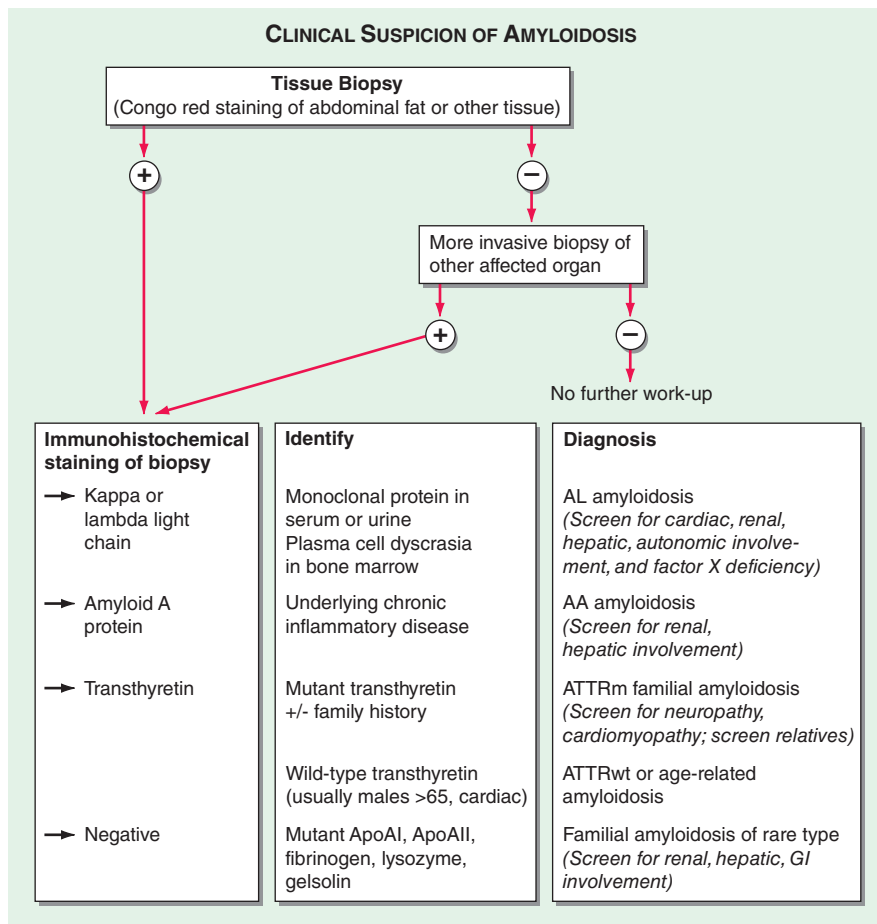 CLINICAL SUSPICION OF AMYLOIDOSIS
Tissue Biopsy
(Congo red staining of abdominal fat or other tissue)
+
−
More invasive biopsy of
other affected organ
+
−
No further work-up
Immunohistochemical
staining of biopsy
Kappa or
lambda light
chain
Amyloid A
protein
Transthyretin
Negative
Identify
Monoclonal protein in
serum or urine
Plasma cell dyscrasia
in bone marrow
Underlying chronic
inflammatory disease
Mutant transthyretin
+/- family history
Wild-type transthyretin
(usually males >65, cardiac)
Mutant ApoAI, ApoAII,
fibrinogen, lysozyme,
gelsolin
Diagnosis
AL amyloidosis
(Screen for cardiac, renal,
hepatic, autonomic involve-
ment, and factor X deficiency)
AA amyloidosis
(Screen for renal,
hepatic involvement)
ATTRm familial amyloidosis
(Screen for neuropathy,
cardiomyopathy; screen relatives)
ATTRwt or age-related
amyloidosis
Familial amyloidosis of rare type
(Screen for renal, hepatic, GI
involvement)